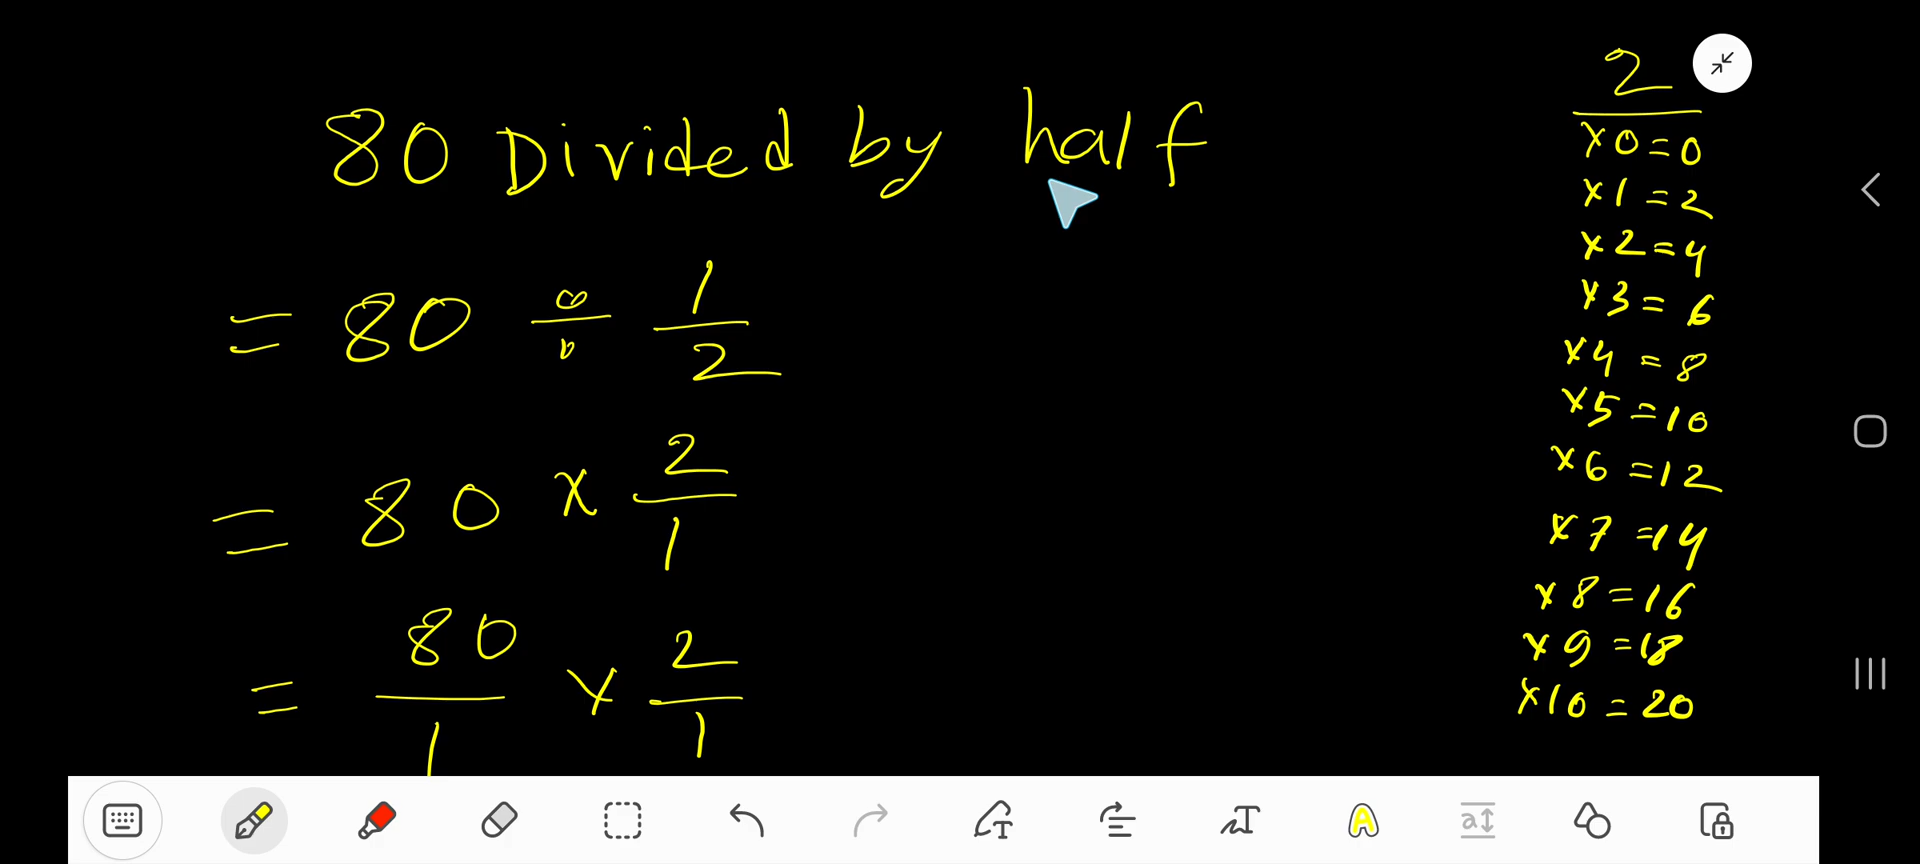 80 Divided by half
= 80 ÷ 1/2
= 80 x 2/1
= 80/1 x 2/1
2
x0=0
x1=2
x2=4
x3=6
x4=8
x5=10
x6=12
x7=14
x8=16
x9=18
x10=20
T
T
A
a